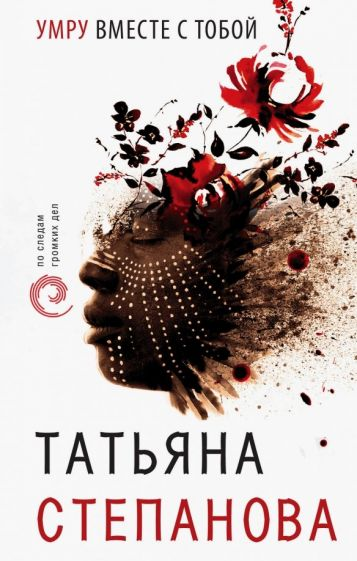 УМРУ ВМЕСТЕ С ТОБОЙ
по следам
громких дел
ТАТЬЯНА
СТЕПАНОВА